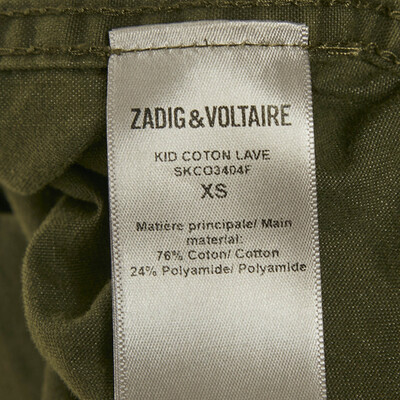 ZADIG & VOLTAIRE
KID COTON LAVE
SKCO3404F
XS
Matière principale/ Main
material:
76% Coton/ Cotton
24% Polyamide/ Polyamide